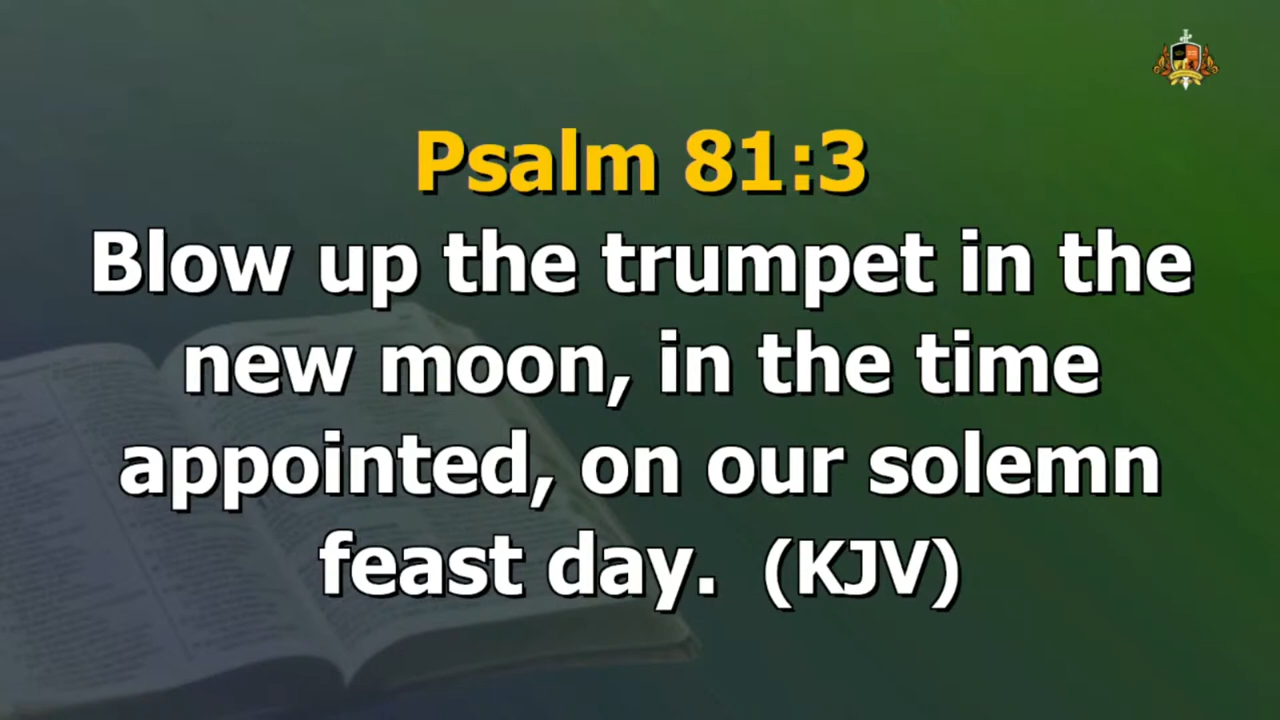 Psalm 81:3
Blow up the trumpet in the
new moon, in the time
appointed, on our solemn
feast day.  (KJV)